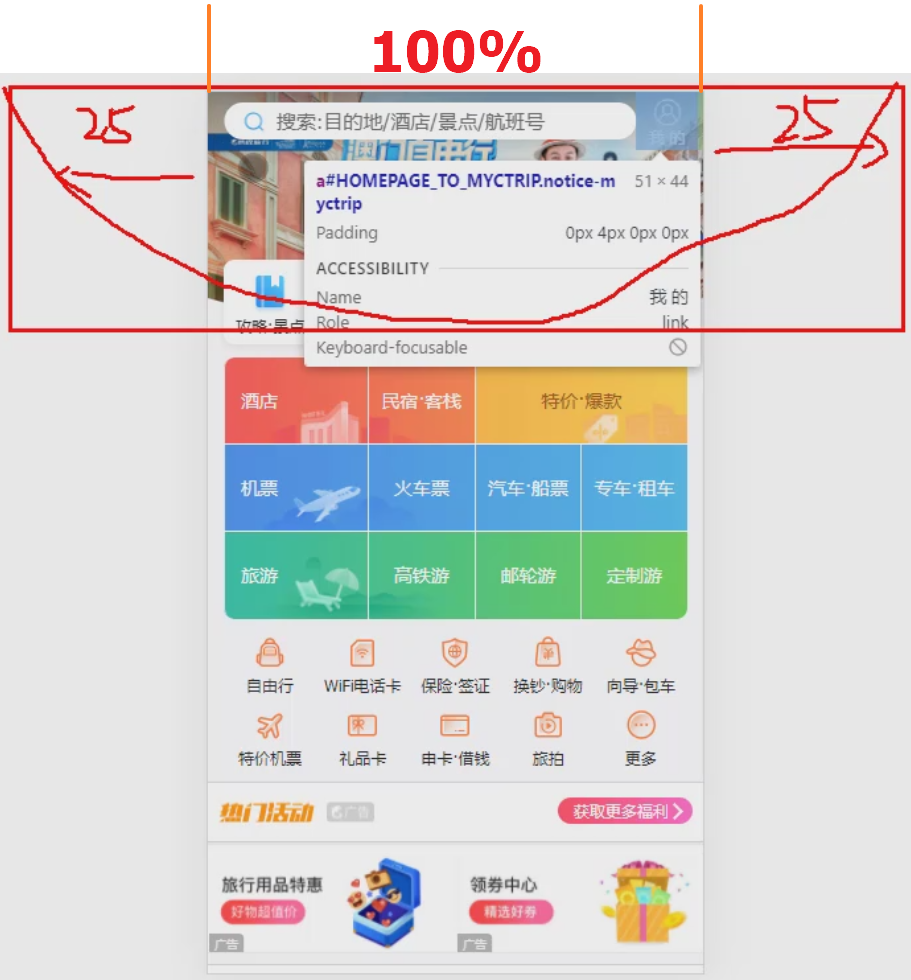 100%
25
25
搜索:目的地/酒店/景点/航班号
我的
澳门自由行
a#HOMEPAGE_TO_MYCTRIP.notice-m
yctrip
51 × 44
Padding
0px 4px 0px 0px
ACCESSIBILITY
Name
我的
Role
link
Keyboard-focusable
攻略·景点
酒店
民宿·客栈
特价·爆款
机票
火车票
汽车·船票
专车·租车
旅游
高铁游
邮轮游
定制游
自由行
WiFi电话卡
保险·签证
换钞·购物
向导·包车
特价机票
礼品卡
申卡·借钱
旅拍
更多
热门活动
广告
获取更多福利
旅行用品特惠
好物超值价
广告
领券中心
精选好券
广告